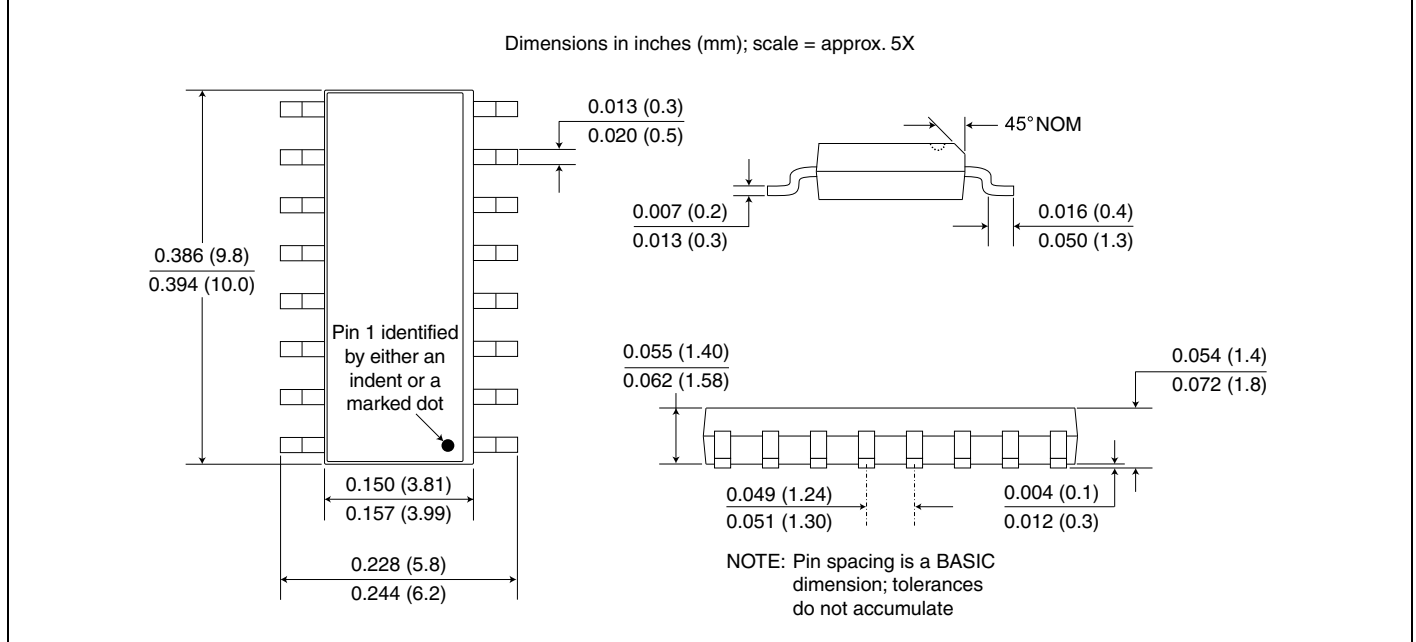 Dimensions in inches (mm); scale = approx. 5X
0.013 (0.3)
0.020 (0.5)
45° NOM
0.007 (0.2)
0.013 (0.3)
0.016 (0.4)
0.050 (1.3)
0.386 (9.8)
0.394 (10.0)
Pin 1 identified
by either an
indent or a
marked dot
0.055 (1.40)
0.062 (1.58)
0.054 (1.4)
0.072 (1.8)
0.150 (3.81)
0.157 (3.99)
0.049 (1.24)
0.051 (1.30)
0.004 (0.1)
0.012 (0.3)
0.228 (5.8)
0.244 (6.2)
NOTE: Pin spacing is a BASIC
dimension; tolerances
do not accumulate